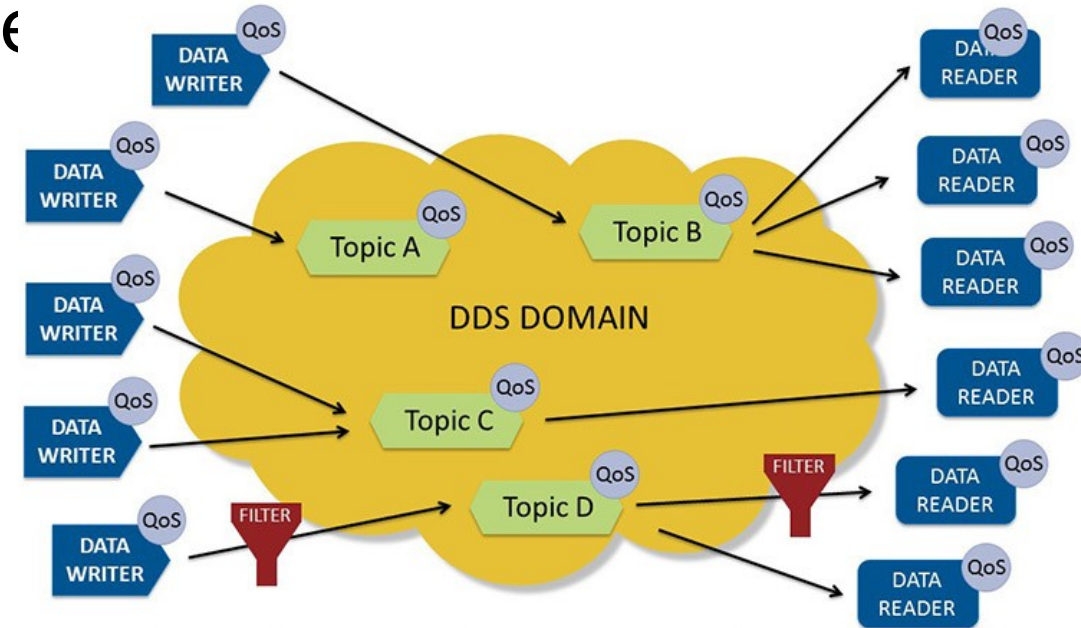 QoS
DATA
WRITER
QoS
DATA
WRITER
QoS
DATA
WRITER
QoS
DATA
WRITER
QoS
DATA
WRITER
FILTER
QoS
Topic A
QoS
Topic B
DDS DOMAIN
QoS
Topic C
QoS
Topic D
FILTER
QoS
DATA
READER
QoS
DATA
READER
QoS
DATA
READER
QoS
DATA
READER
QoS
DATA
READER
QoS
DATA
READER